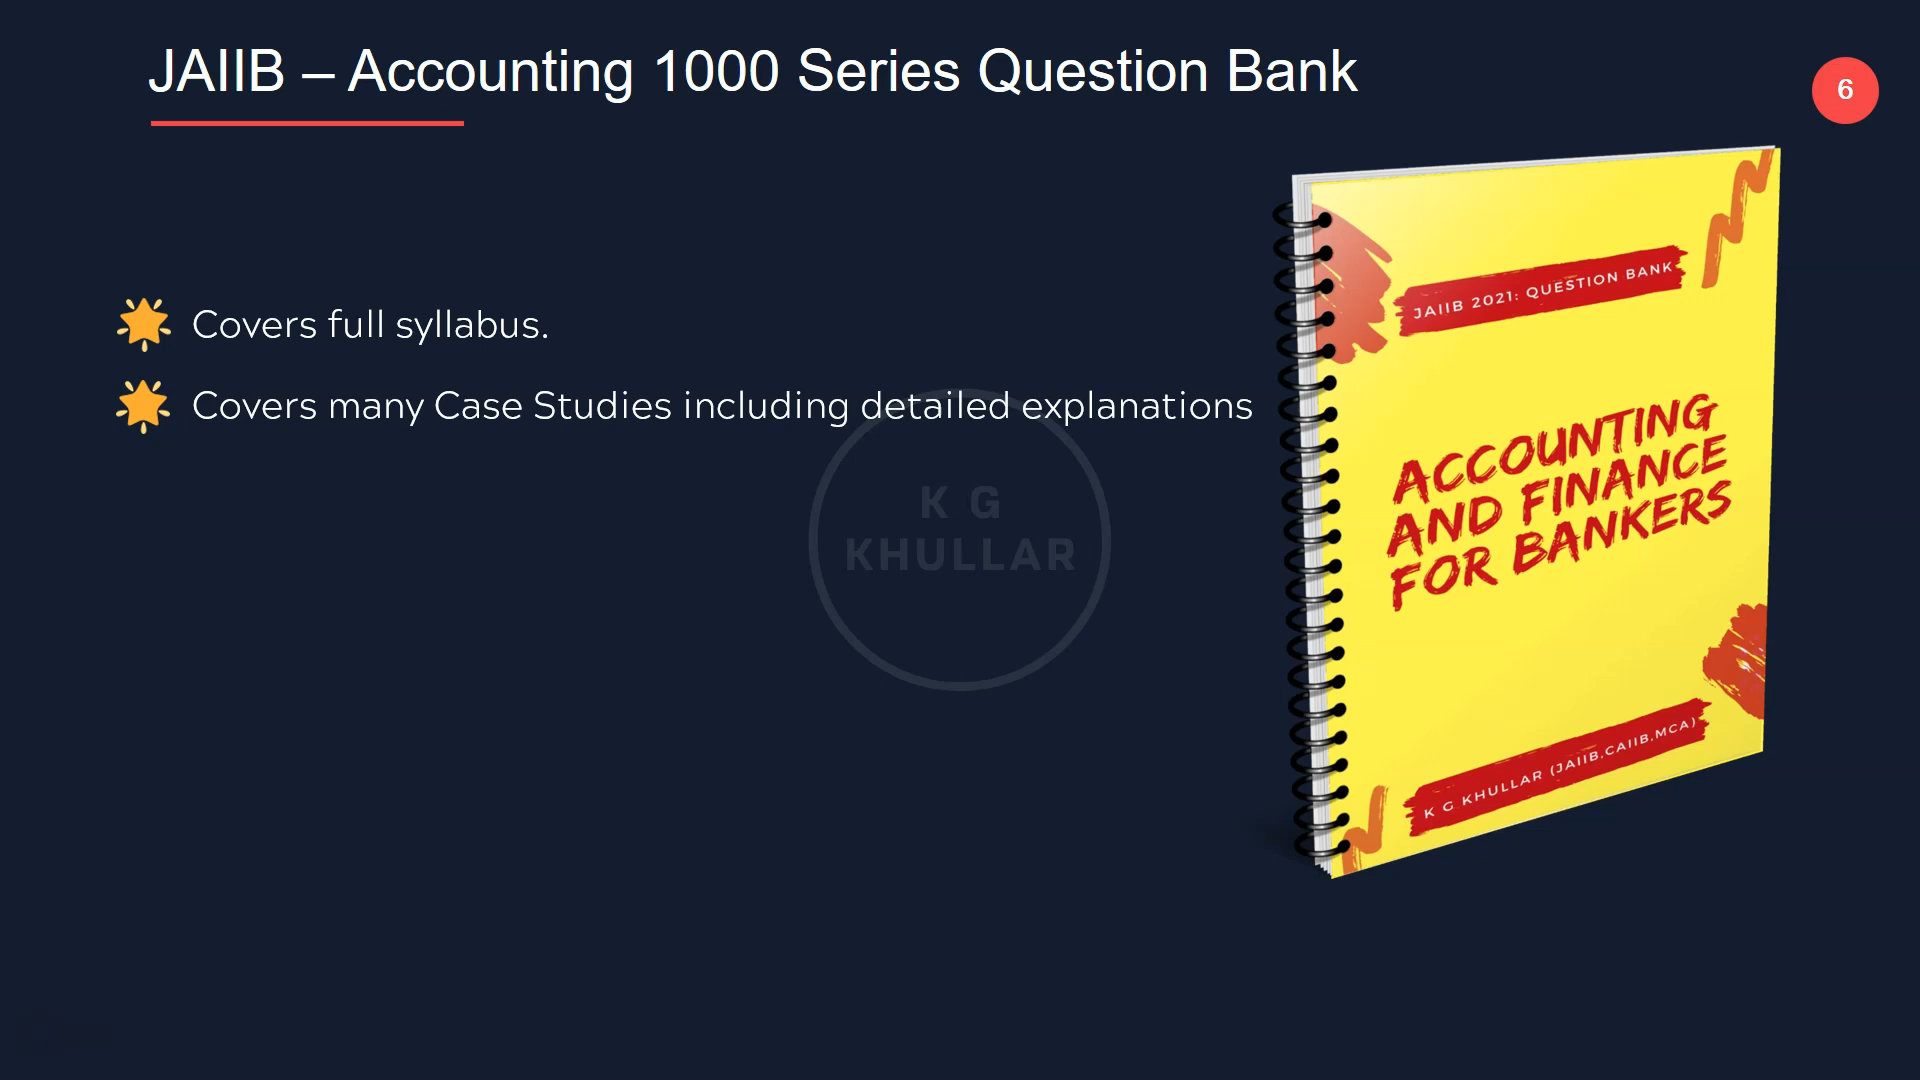 JAIIB – Accounting 1000 Series Question Bank
6
Covers full syllabus.
Covers many Case Studies including detailed explanations
K G
KHULLAR
JAIIB 2021: QUESTION BANK
ACCOUNTING
AND FINANCE
FOR BANKERS
K G KHULLAR (JAIIB,CAIIB,MCA)